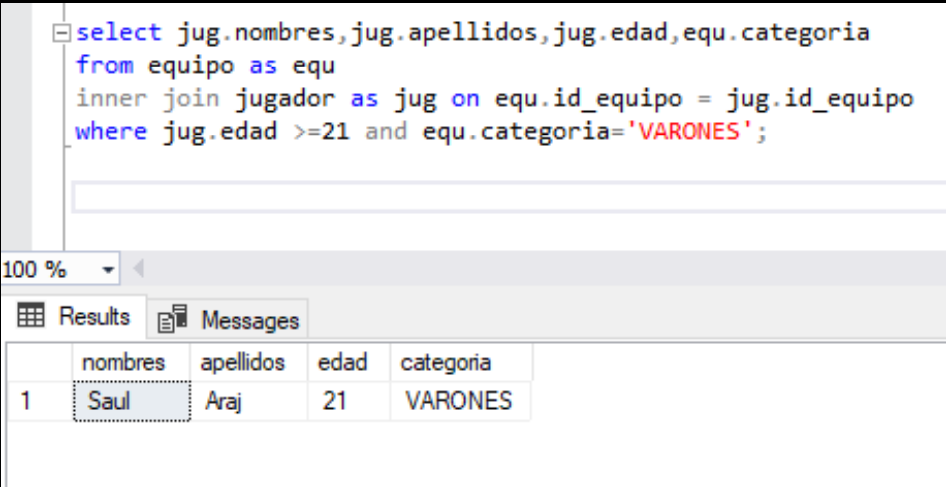 select jug.nombres,jug.apellidos,jug.edad,equ.categoria
from equipo as equ
inner join jugador as jug on equ.id_equipo = jug.id_equipo
where jug.edad >=21 and equ.categoria='VARONES';
100 %
Results Messages
nombres apellidos edad categoria
1 Saul Araj 21 VARONES